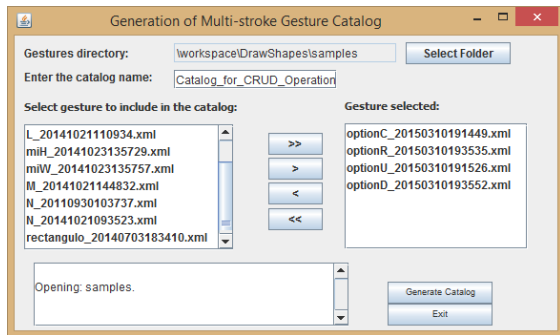 Generation of Multi-stroke Gesture Catalog
Gestures directory:
\workspace\DrawShapes\samples
Select Folder
Enter the catalog name:
Catalog_for_CRUD_Operation
Select gesture to include in the catalog:
Gesture selected:
L_20141021110934.xml
miH_20141023135729.xml
miW_20141023135757.xml
M_20141021144832.xml
N_20110930103737.xml
N_20141021093523.xml
rectangulo_20140703183410.xml
>>
>
<
<<
optionC_20150310191449.xml
optionR_20150310193535.xml
optionU_20150310191526.xml
optionD_20150310193552.xml
Opening: samples.
Generate Catalog
Exit